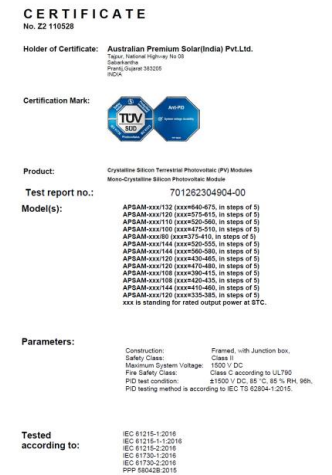 CERTIFICATE
No. Z2 110528
Holder of Certificate: Australian Premium Solar(India) Pvt.Ltd.
Tajpur, National Highway No 08
Sabarkantha
Prantij,Gujarat 383205
INDIA
Certification Mark:
TÜV
SÜD
Anti-PID
Product: Crystalline Silicon Terrestrial Photovoltaic (PV) Modules
Mono-Crystalline Silicon Photovoltaic Module
Test report no.: 701262304904-00
Model(s): APSAM-xxx/132 (xxx=640-675, in steps of 5)
APSAM-xxx/120 (xxx=575-615, in steps of 5)
APSAM-xxx/110 (xxx=520-560, in steps of 5)
APSAM-xxx/100 (xxx=475-510, in steps of 5)
APSAM-xxx/80 (xxx=375-410, in steps of 5)
APSAM-xxx/144 (xxx=520-555, in steps of 5)
APSAM-xxx/144 (xxx=560-580, in steps of 5)
APSAM-xxx/120 (xxx=430-465, in steps of 5)
APSAM-xxx/120 (xxx=470-480, in steps of 5)
APSAM-xxx/108 (xxx=390-415, in steps of 5)
APSAM-xxx/108 (xxx=420-435, in steps of 5)
APSAM-xxx/144 (xxx=410-460, in steps of 5)
APSAM-xxx/120 (xxx=335-385, in steps of 5)
xxx is standing for rated output power at STC.
Parameters:
Construction: Framed, with Junction box,
Safety Class: Class II
Maximum System Voltage: 1500 V DC
Fire Safety Class: Class C according to UL790
PID test condition: ±1500 V DC, 85 °C, 85 % RH, 96h,
PID testing method is according to IEC TS 62804-1:2015.
Tested
according to:
IEC 61215-1:2016
IEC 61215-1-1:2016
IEC 61215-2:2016
IEC 61730-1:2016
IEC 61730-2:2016
PPP 58042B:2015